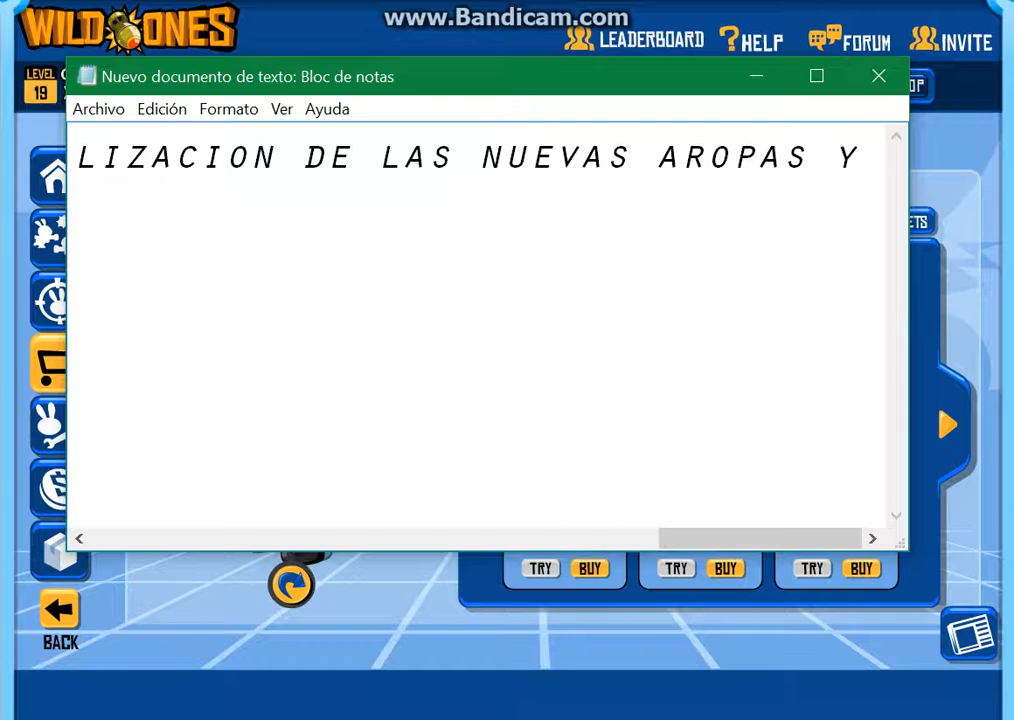 www.Bandicam.com
WILD ONES
LEADERBOARD
HELP
FORUM
INVITE
LEVEL
19
Nuevo documento de texto: Bloc de notas
Archivo Edición Formato Ver Ayuda
LIZACION DE LAS NUEVAS AROPAS Y
TRY BUY TRY BUY TRY BUY
BACK